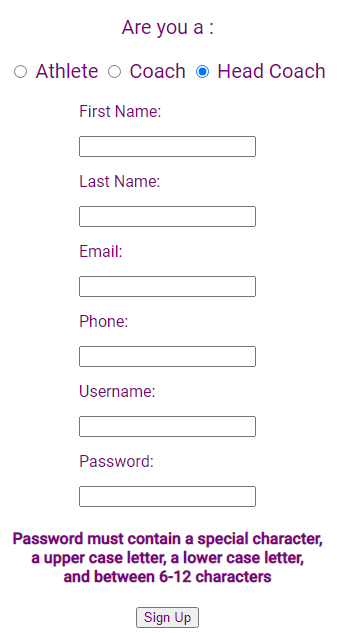 Are you a :
Athlete Coach Head Coach
First Name:
Last Name:
Email:
Phone:
Username:
Password:
Password must contain a special character,
a upper case letter, a lower case letter,
and between 6-12 characters
Sign Up